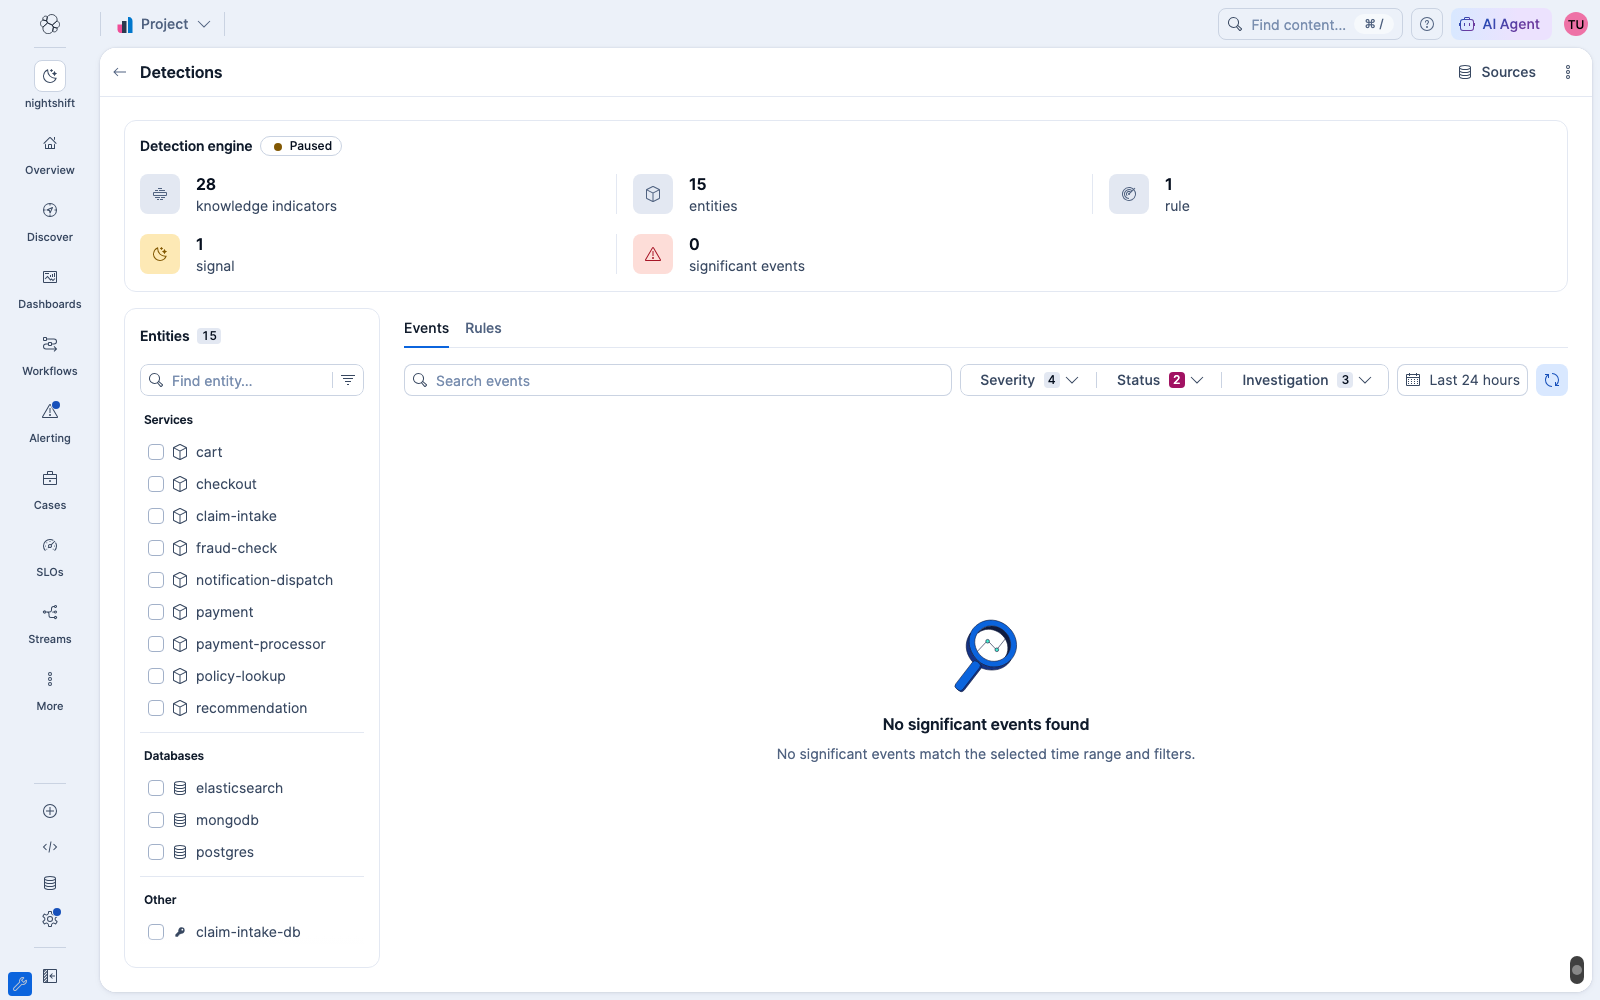 Project
Find content...
⌘ /
AI Agent
TU
nightshift
Overview
Discover
Dashboards
Workflows
Alerting
Cases
SLOs
Streams
More
Detections
Sources
Detection engine
Paused
28
knowledge indicators
15
entities
1
rule
1
signal
0
significant events
Entities 15
Find entity...
Services
cart
checkout
claim-intake
fraud-check
notification-dispatch
payment
payment-processor
policy-lookup
recommendation
Databases
elasticsearch
mongodb
postgres
Other
claim-intake-db
Events Rules
Search events
Severity 4
Status 2
Investigation 3
Last 24 hours
No significant events found
No significant events match the selected time range and filters.